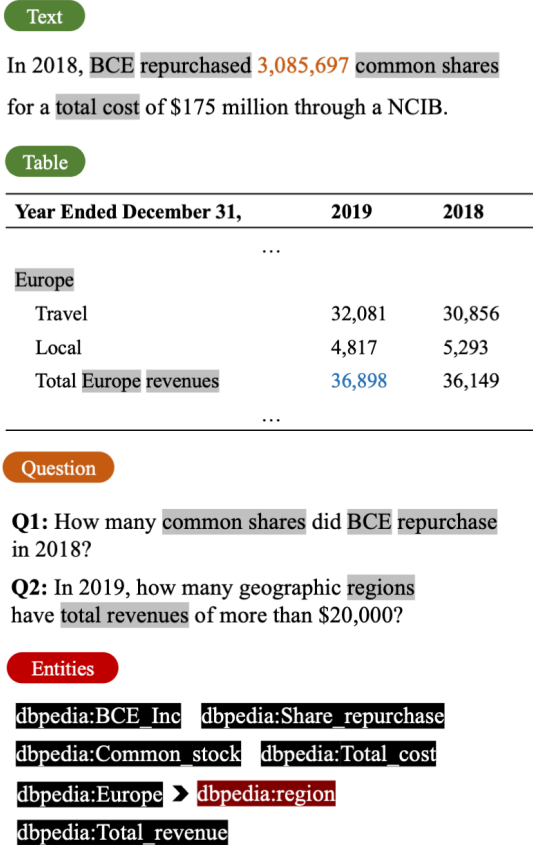 Text
In 2018, BCE repurchased 3,085,697 common shares
for a total cost of $175 million through a NCIB.
Table
Year Ended December 31, 2019 2018
...
Europe
Travel 32,081 30,856
Local 4,817 5,293
Total Europe revenues 36,898 36,149
...
Question
Q1: How many common shares did BCE repurchase
in 2018?
Q2: In 2019, how many geographic regions
have total revenues of more than $20,000?
Entities
dbpedia:BCE_Inc dbpedia:Share_repurchase
dbpedia:Common_stock dbpedia:Total_cost
dbpedia:Europe dbpedia:region
dbpedia:Total_revenue